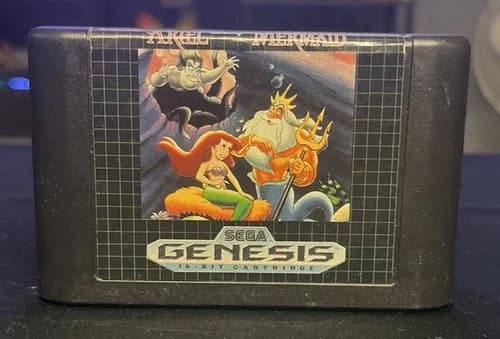 ARIEL MERMAID
SEGA
GENESIS
16-BIT CARTRIDGE